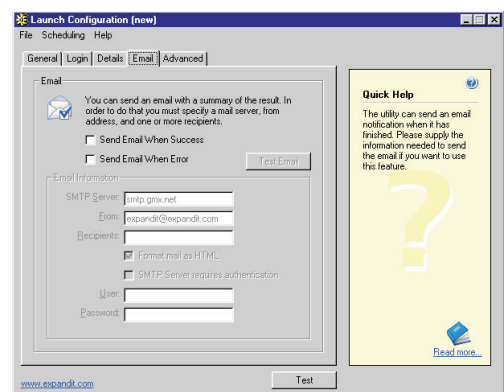 Launch Configuration (new)
File Scheduling Help
General Login Details Email Advanced
Email
You can send an email with a summary of the result. In
order to do that you must specify a mail server, from
address, and one or more recipients.
Send Email When Success
Send Email When Error
Test Email
Email Information
SMTP Server: smtp.gmx.net
From: expandit@expandit.com
Recipients:
Format mail as HTML
SMTP Server requires authentication
User:
Password:
Quick Help
The utility can send an email
notification when it has
finished. Please supply the
information needed to send
the email if you want to use
this feature.
Read more...
www.expandit.com
Test